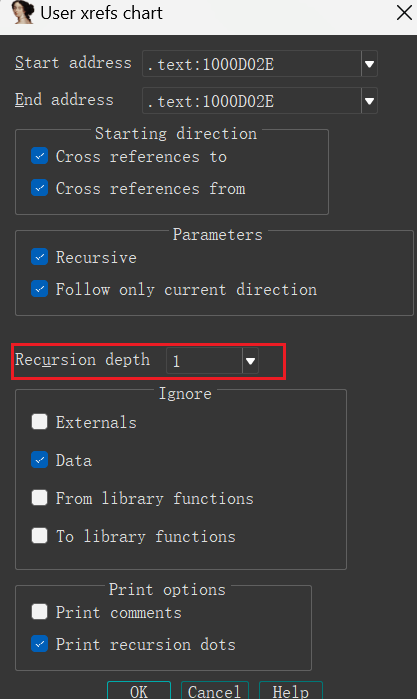 User xrefs chart
Start address .text:1000D02E
End address .text:1000D02E
Starting direction
Cross references to
Cross references from
Parameters
Recursive
Follow only current direction
Recursion depth 1
Ignore
Externals
Data
From library functions
To library functions
Print options
Print comments
Print recursion dots
OK Cancel Help